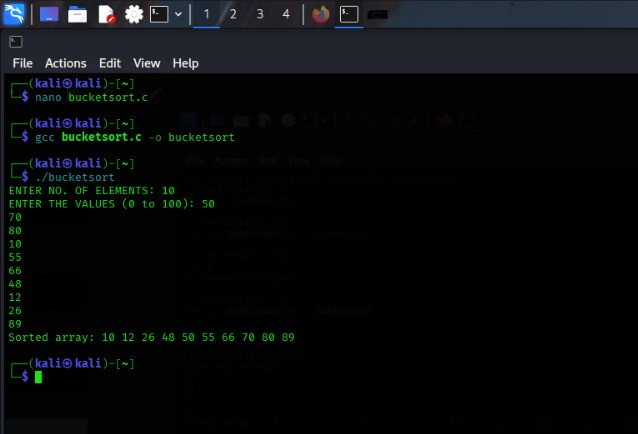 1 2 3 4
File Actions Edit View Help
┌──(kali㉿kali)-[~]
└─$ nano bucketsort.c
┌──(kali㉿kali)-[~]
└─$ gcc bucketsort.c -o bucketsort
┌──(kali㉿kali)-[~]
└─$ ./bucketsort
ENTER NO. OF ELEMENTS: 10
ENTER THE VALUES (0 to 100): 50
70
80
10
55
66
48
12
26
89
Sorted array: 10 12 26 48 50 55 66 70 80 89
┌──(kali㉿kali)-[~]
└─$